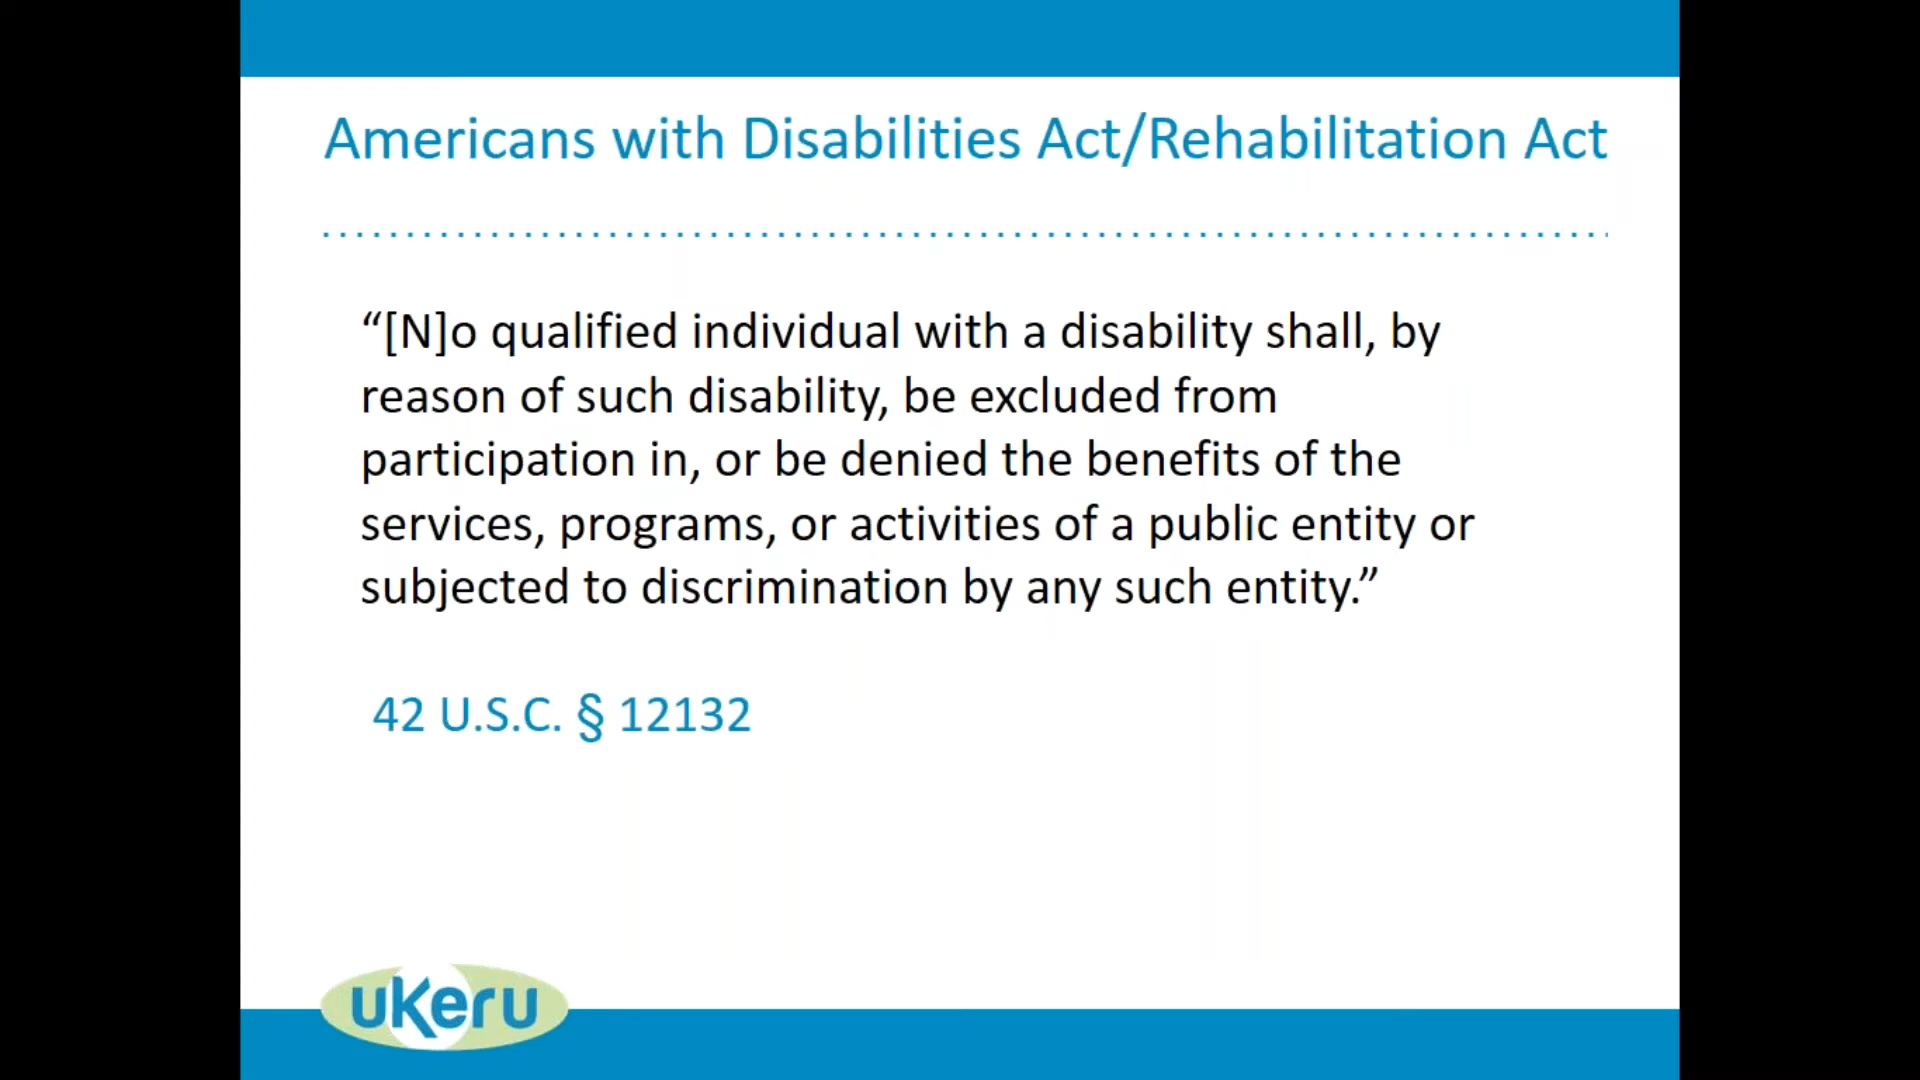 Americans with Disabilities Act/Rehabilitation Act
“[N]o qualified individual with a disability shall, by
reason of such disability, be excluded from
participation in, or be denied the benefits of the
services, programs, or activities of a public entity or
subjected to discrimination by any such entity.”
42 U.S.C. § 12132
uKeru